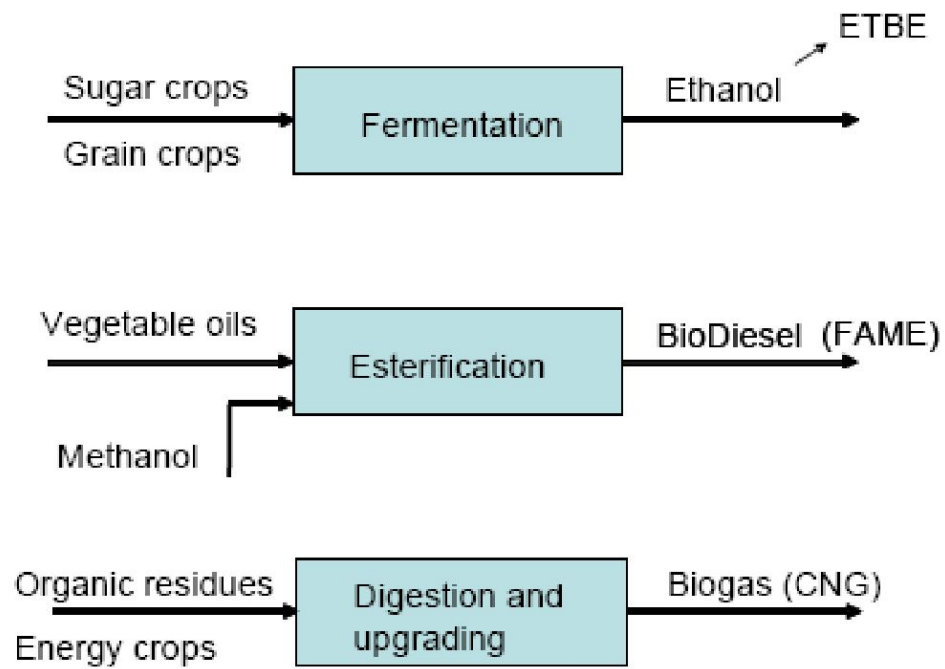 ETBE
Sugar crops
Ethanol
Fermentation
Grain crops
Vegetable oils
BioDiesel (FAME)
Esterification
Methanol
Organic residues
Biogas (CNG)
Digestion and
upgrading
Energy crops